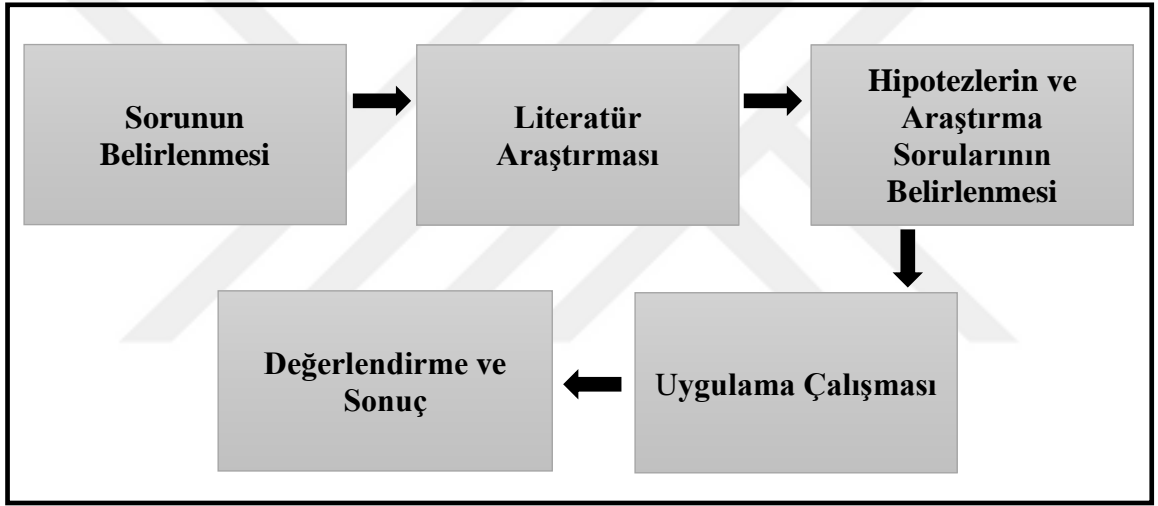 Sorunun
Belirlenmesi
Literatür
Araştırması
Hipotezlerin ve
Araştırma
Sorularının
Belirlenmesi
Uygulama Çalışması
Değerlendirme ve
Sonuç